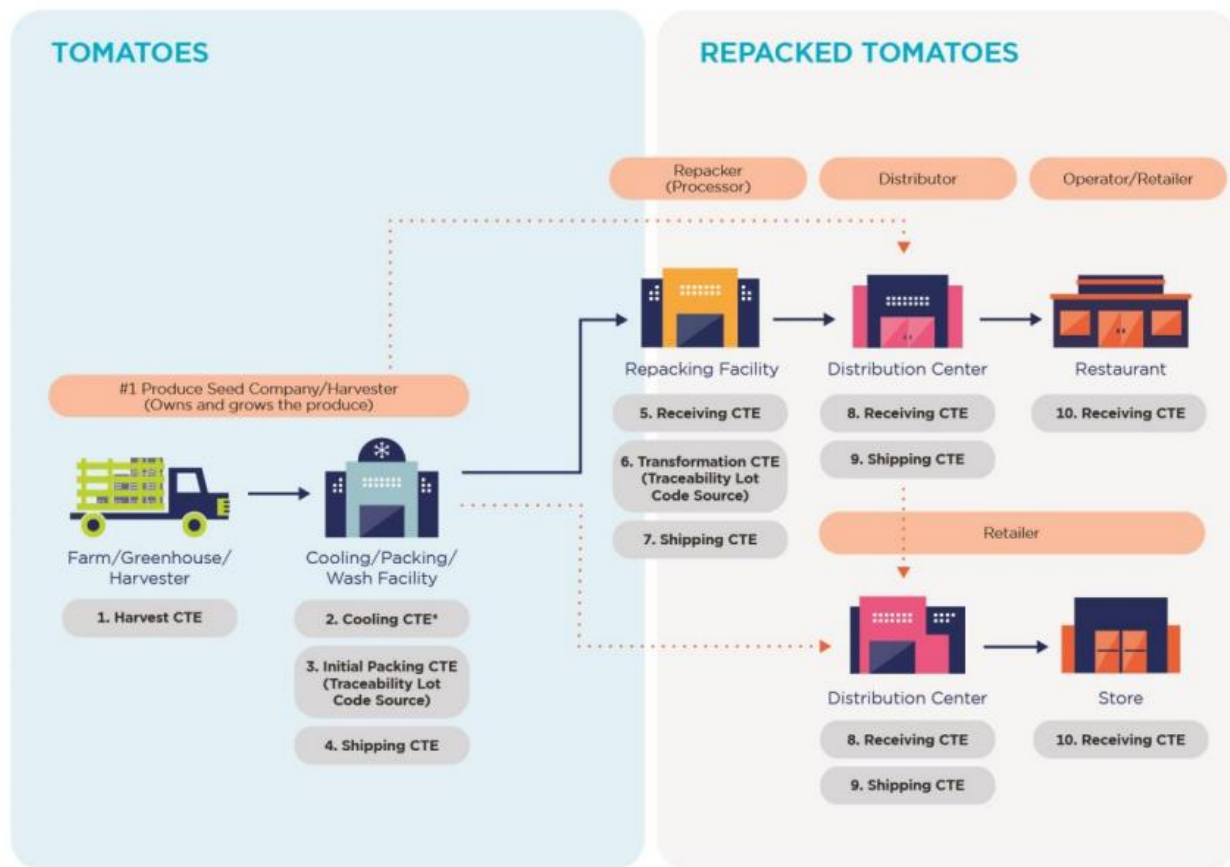 TOMATOES
REPACKED TOMATOES
Repacker
(Processor)
Distributor
Operator/Retailer
#1 Produce Seed Company/Harvester
(Owns and grows the produce)
Farm/Greenhouse/
Harvester
1. Harvest CTE
Cooling/Packing/
Wash Facility
2. Cooling CTE*
3. Initial Packing CTE
(Traceability Lot
Code Source)
4. Shipping CTE
Repacking Facility
5. Receiving CTE
6. Transformation CTE
(Traceability Lot
Code Source)
7. Shipping CTE
Distribution Center
8. Receiving CTE
9. Shipping CTE
Restaurant
10. Receiving CTE
Retailer
Distribution Center
8. Receiving CTE
9. Shipping CTE
Store
10. Receiving CTE